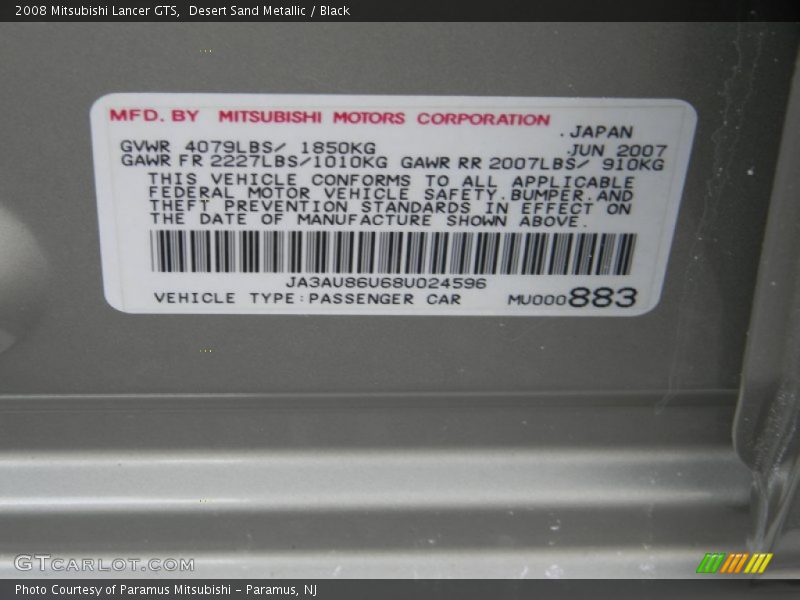 2008 Mitsubishi Lancer GTS,  Desert Sand Metallic / Black
MFD. BY MITSUBISHI MOTORS CORPORATION
.JAPAN
GVWR 4079LBS/ 1850KG .JUN 2007
GAWR FR 2227LBS/1010KG GAWR RR 2007LBS/ 910KG
THIS VEHICLE CONFORMS TO ALL APPLICABLE
FEDERAL MOTOR VEHICLE SAFETY.BUMPER.AND
THEFT PREVENTION STANDARDS IN EFFECT ON
THE DATE OF MANUFACTURE SHOWN ABOVE.
JA3AU86U68U024596
VEHICLE TYPE:PASSENGER CAR MU000883
GTCARLOT.COM
Photo Courtesy of Paramus Mitsubishi - Paramus, NJ